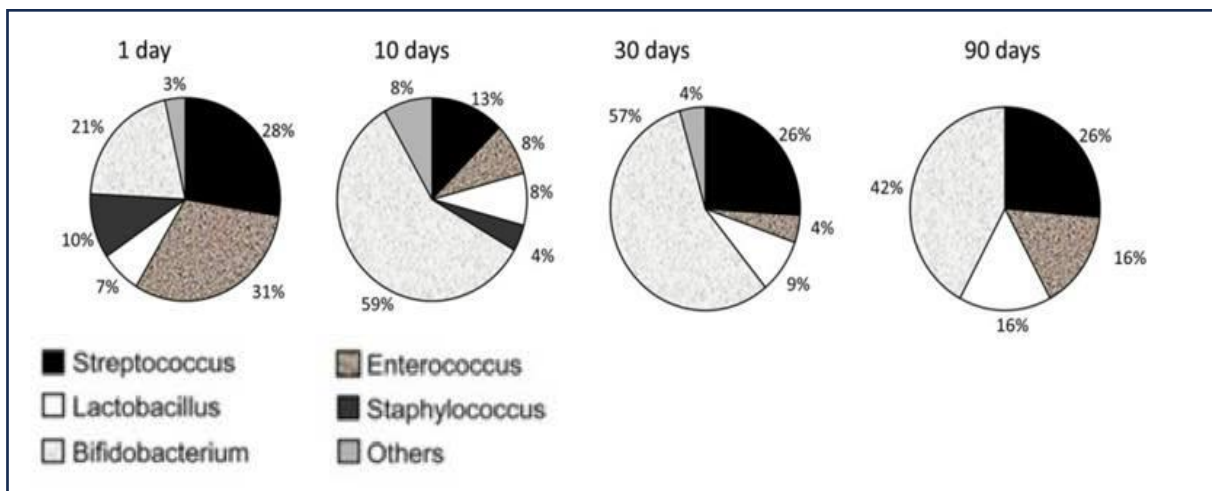 1 day
10 days
30 days
90 days
3%
28%
31%
7%
10%
21%
8%
13%
8%
8%
4%
59%
4%
57%
26%
4%
9%
26%
42%
16%
16%
Streptococcus
Enterococcus
Lactobacillus
Staphylococcus
Bifidobacterium
Others